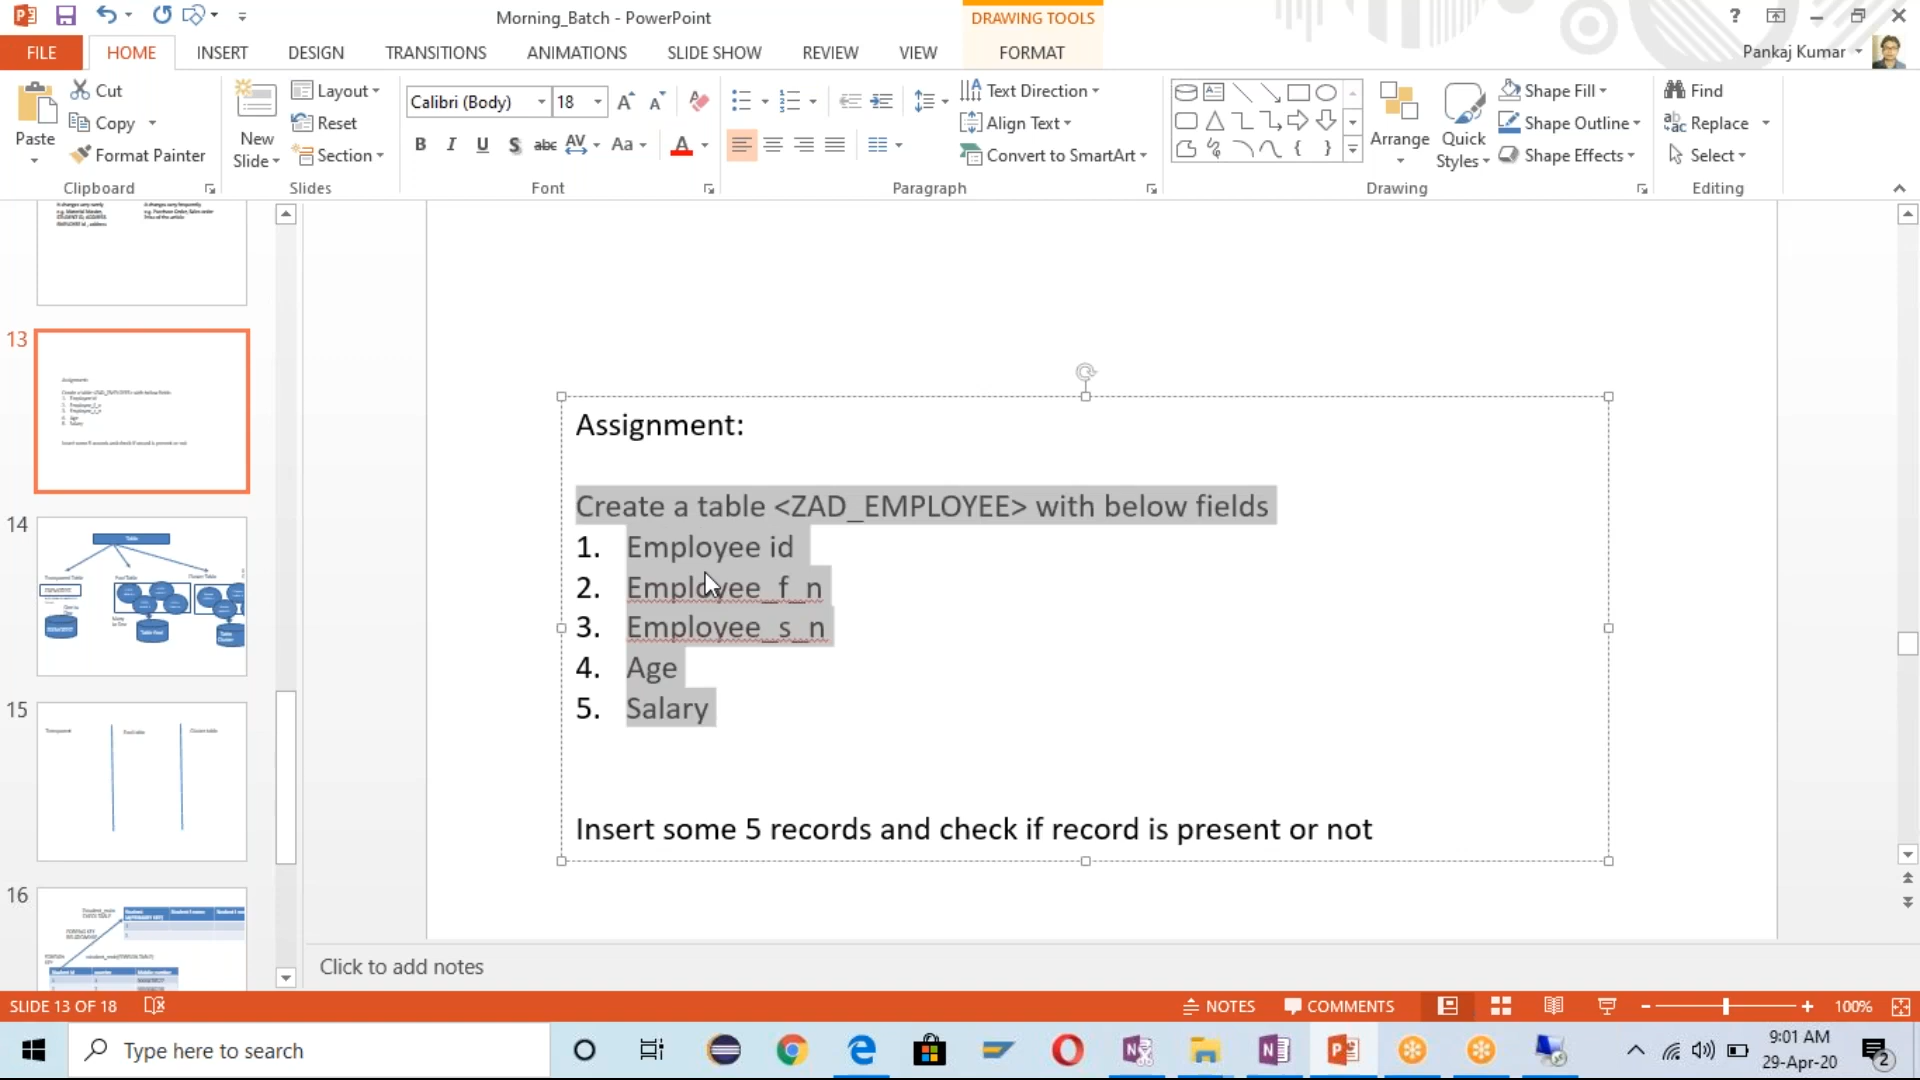 Morning_Batch - PowerPoint
DRAWING TOOLS
?
FILE
HOME
INSERT
DESIGN
TRANSITIONS
ANIMATIONS
SLIDE SHOW
REVIEW
VIEW
FORMAT
Pankaj Kumar
Paste
Cut
Copy
Format Painter
Clipboard
New
Slide
Layout
Reset
Section
Slides
Calibri (Body)
18
Font
Paragraph
Text Direction
Align Text
Convert to SmartArt
Arrange
Quick
Styles
Shape Fill
Shape Outline
Shape Effects
Drawing
Find
Replace
Select
Editing
13
14
15
16
Assignment:
Create a table <ZAD_EMPLOYEE> with below fields
1. Employee id
2. Employee_f_n
3. Employee_s_n
4. Age
5. Salary
Insert some 5 records and check if record is present or not
Click to add notes
SLIDE 13 OF 18
NOTES
COMMENTS
100%
Type here to search
9:01 AM
29-Apr-20
2